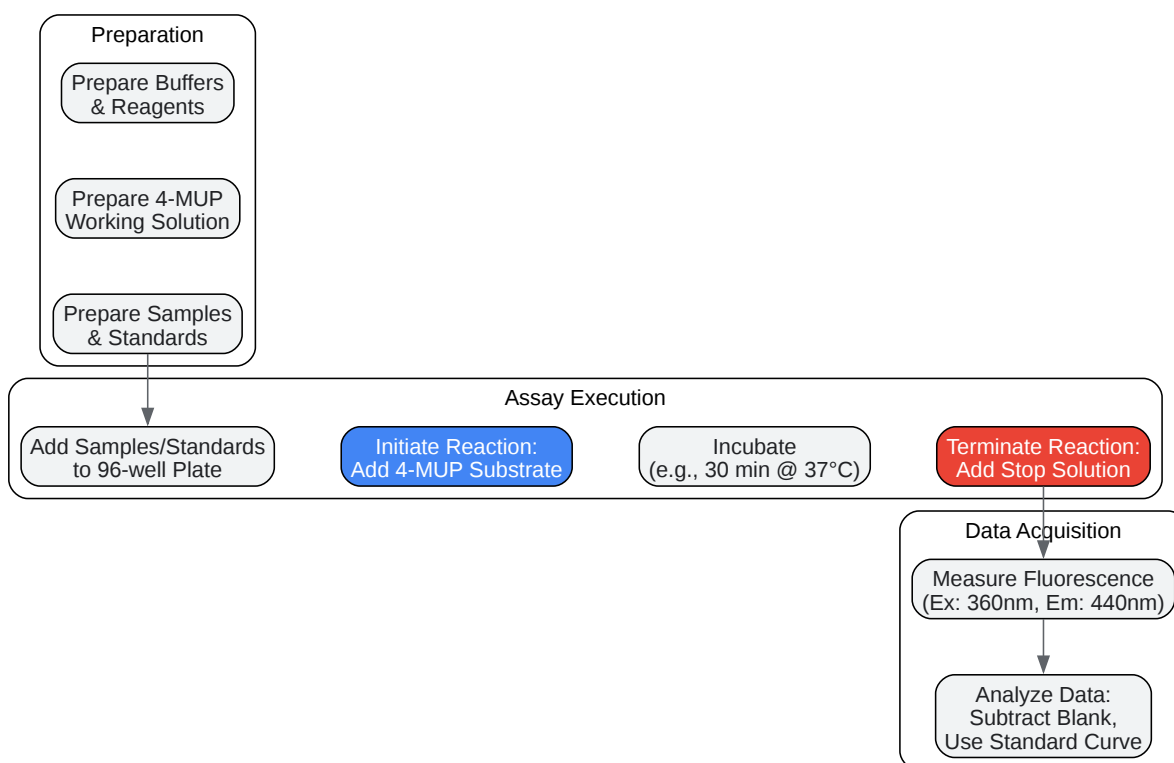 Preparation
Prepare Buffers
& Reagents
Prepare 4-MUP
Working Solution
Prepare Samples
& Standards
Assay Execution
Add Samples/Standards
to 96-well Plate
Initiate Reaction:
Add 4-MUP Substrate
Incubate
(e.g., 30 min @ 37°C)
Terminate Reaction:
Add Stop Solution
Data Acquisition
Measure Fluorescence
(Ex: 360nm, Em: 440nm)
Analyze Data:
Subtract Blank,
Use Standard Curve